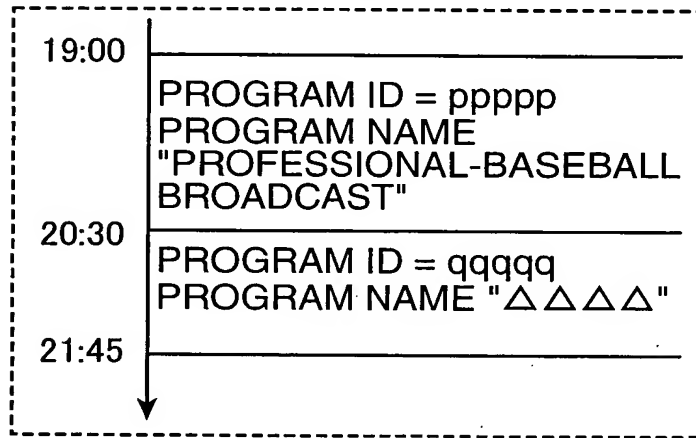 19:00
PROGRAM ID = ppppp
PROGRAM NAME
"PROFESSIONAL-BASEBALL
BROADCAST"
20:30
PROGRAM ID = qqqqq
PROGRAM NAME "△△△△"
21:45